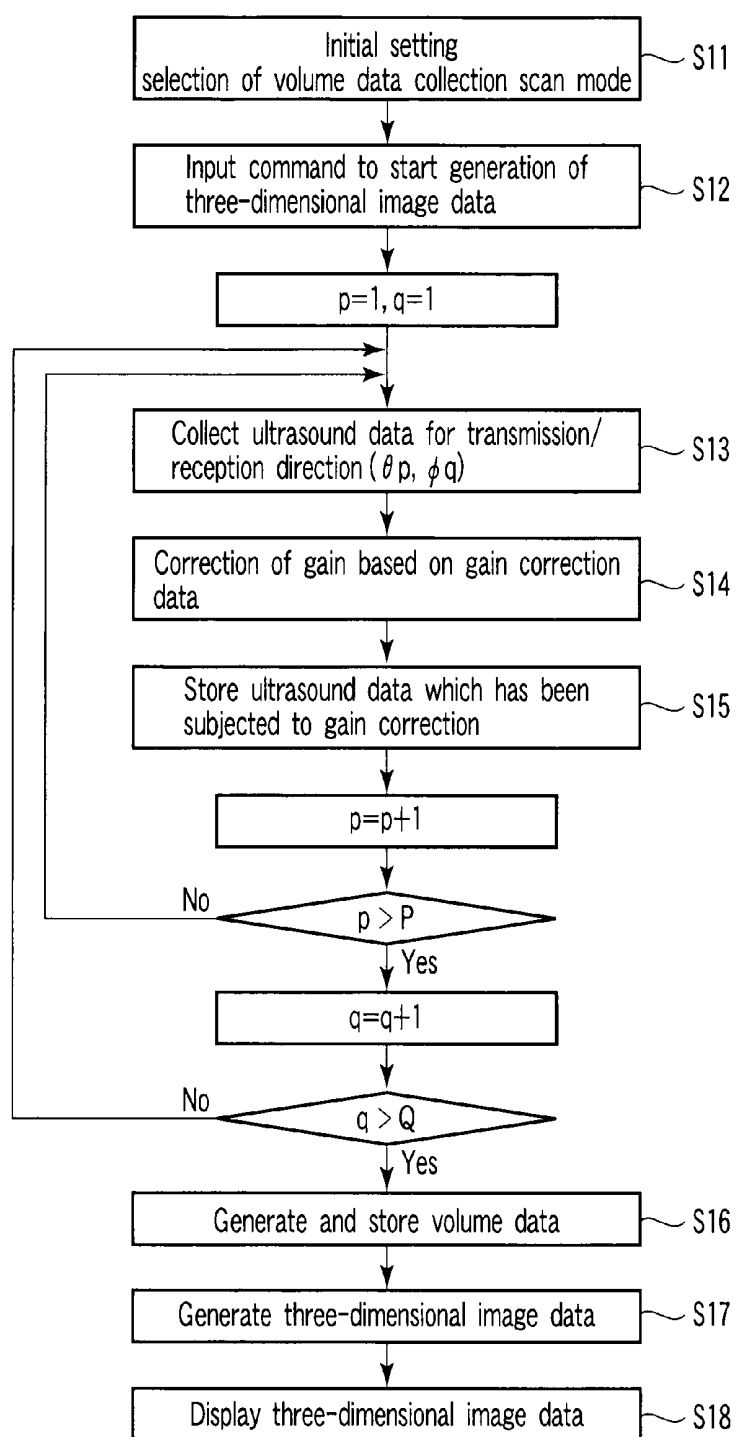 Initial setting
selection of volume data collection scan mode
S11
Input command to start generation of
three-dimensional image data
S12
p=1, q=1
Collect ultrasound data for transmission/
reception direction (θp, φq)
S13
Correction of gain based on gain correction
data
S14
Store ultrasound data which has been
subjected to gain correction
S15
p=p+1
No
p > P
Yes
q=q+1
No
q > Q
Yes
Generate and store volume data
S16
Generate three-dimensional image data
S17
Display three-dimensional image data
S18